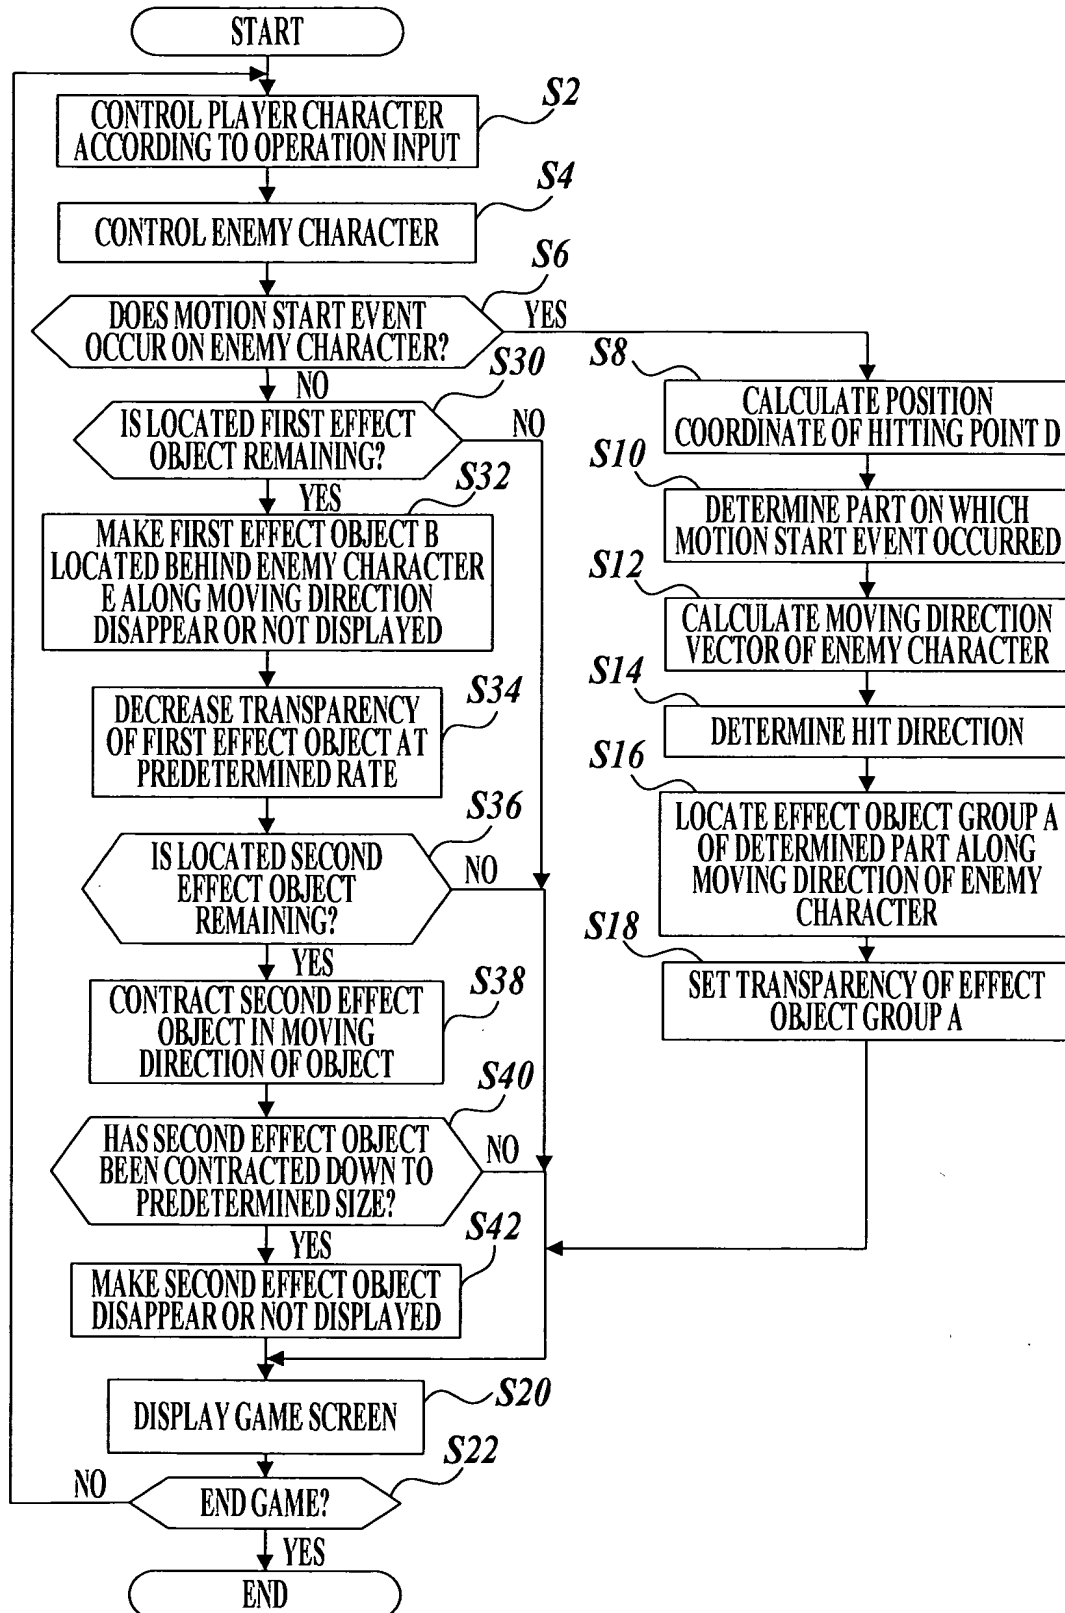 START
S2
CONTROL PLAYER CHARACTER
ACCORDING TO OPERATION INPUT
S4
CONTROL ENEMY CHARACTER
S6
DOES MOTION START EVENT
OCCUR ON ENEMY CHARACTER?
YES
NO
S30
IS LOCATED FIRST EFFECT
OBJECT REMAINING?
NO
YES
S32
MAKE FIRST EFFECT OBJECT B
LOCATED BEHIND ENEMY CHARACTER
E ALONG MOVING DIRECTION
DISAPPEAR OR NOT DISPLAYED
S34
DECREASE TRANSPARENCY
OF FIRST EFFECT OBJECT AT
PREDETERMINED RATE
S36
IS LOCATED SECOND
EFFECT OBJECT
REMAINING?
NO
YES
S38
CONTRACT SECOND EFFECT
OBJECT IN MOVING
DIRECTION OF OBJECT
S40
HAS SECOND EFFECT OBJECT
BEEN CONTRACTED DOWN TO
PREDETERMINED SIZE?
NO
YES
S42
MAKE SECOND EFFECT OBJECT
DISAPPEAR OR NOT DISPLAYED
S8
CALCULATE POSITION
COORDINATE OF HITTING POINT D
S10
DETERMINE PART ON WHICH
MOTION START EVENT OCCURRED
S12
CALCULATE MOVING DIRECTION
VECTOR OF ENEMY CHARACTER
S14
DETERMINE HIT DIRECTION
S16
LOCATE EFFECT OBJECT GROUP A
OF DETERMINED PART ALONG
MOVING DIRECTION OF ENEMY
CHARACTER
S18
SET TRANSPARENCY OF EFFECT
OBJECT GROUP A
S20
DISPLAY GAME SCREEN
S22
END GAME?
NO
YES
END